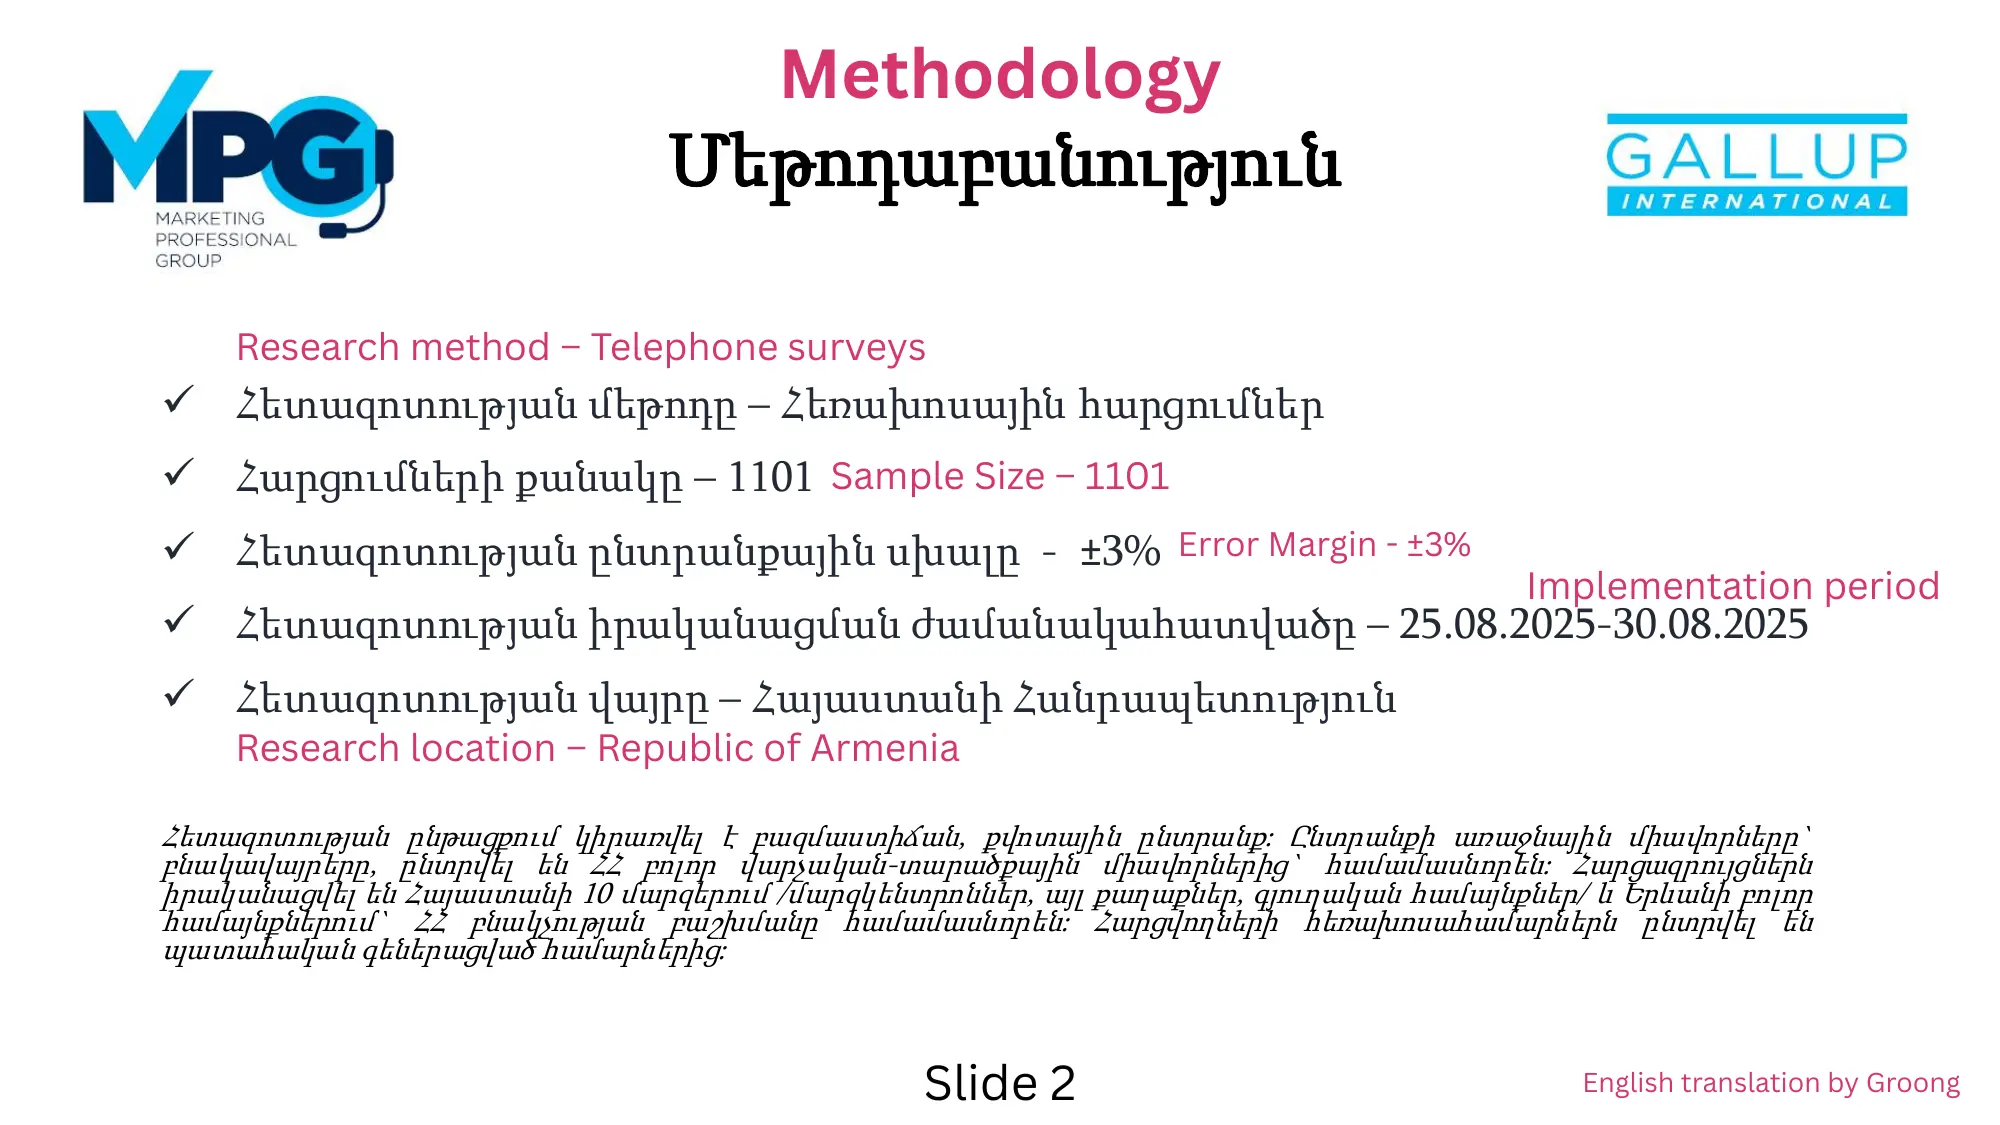 Methodology
Մեթոդաբանություն
MPG
MARKETING
PROFESSIONAL
GROUP
GALLUP
INTERNATIONAL
Research method – Telephone surveys
✓ Հետազոտության մեթոդը – Հեռախոսային հարցումներ
✓ Հարցումների քանակը – 1101 Sample Size – 1101
✓ Հետազոտության ընտրանքային սխալը - ±3% Error Margin - ±3%
Implementation period
✓ Հետազոտության իրականացման ժամանակահատվածը – 25.08.2025-30.08.2025
✓ Հետազոտության վայրը – Հայաստանի Հանրապետություն
Research location – Republic of Armenia
Հետազոտության ընթացքում կիրառվել է բազմաստիճան, քվոտային ընտրանք: Ընտրանքի առաջնային միավորները՝
բնակավայրերը, ընտրվել են ՀՀ բոլոր վարչական-տարածքային միավորներից՝ համամասնորեն: Հարցազրույցներն
իրականացվել են Հայաստանի 10 մարզերում /մարզկենտրոններ, այլ քաղաքներ, գյուղական համայնքներ/ և Երևանի բոլոր
համայնքներում՝ ՀՀ բնակչության բաշխմանը համամասնորեն: Հարցվողների հեռախոսահամարներն ընտրվել են
պատահական գեներացված համարներից:
Slide 2
English translation by Groong